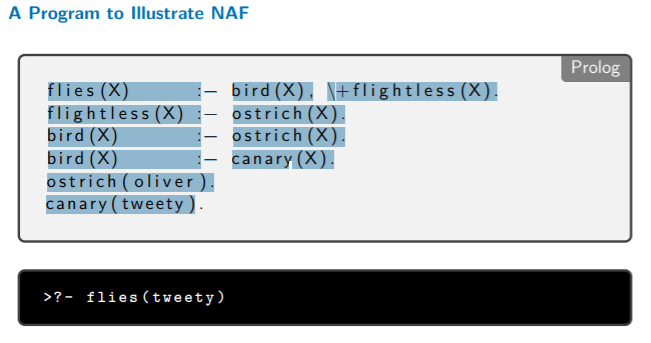 A Program to Illustrate NAF
Prolog
flies(X) :- bird(X), \+flightless(X).
flightless(X) :- ostrich(X).
bird(X) :- ostrich(X).
bird(X) :- canary(X).
ostrich(oliver).
canary(tweety).
>?- flies(tweety)